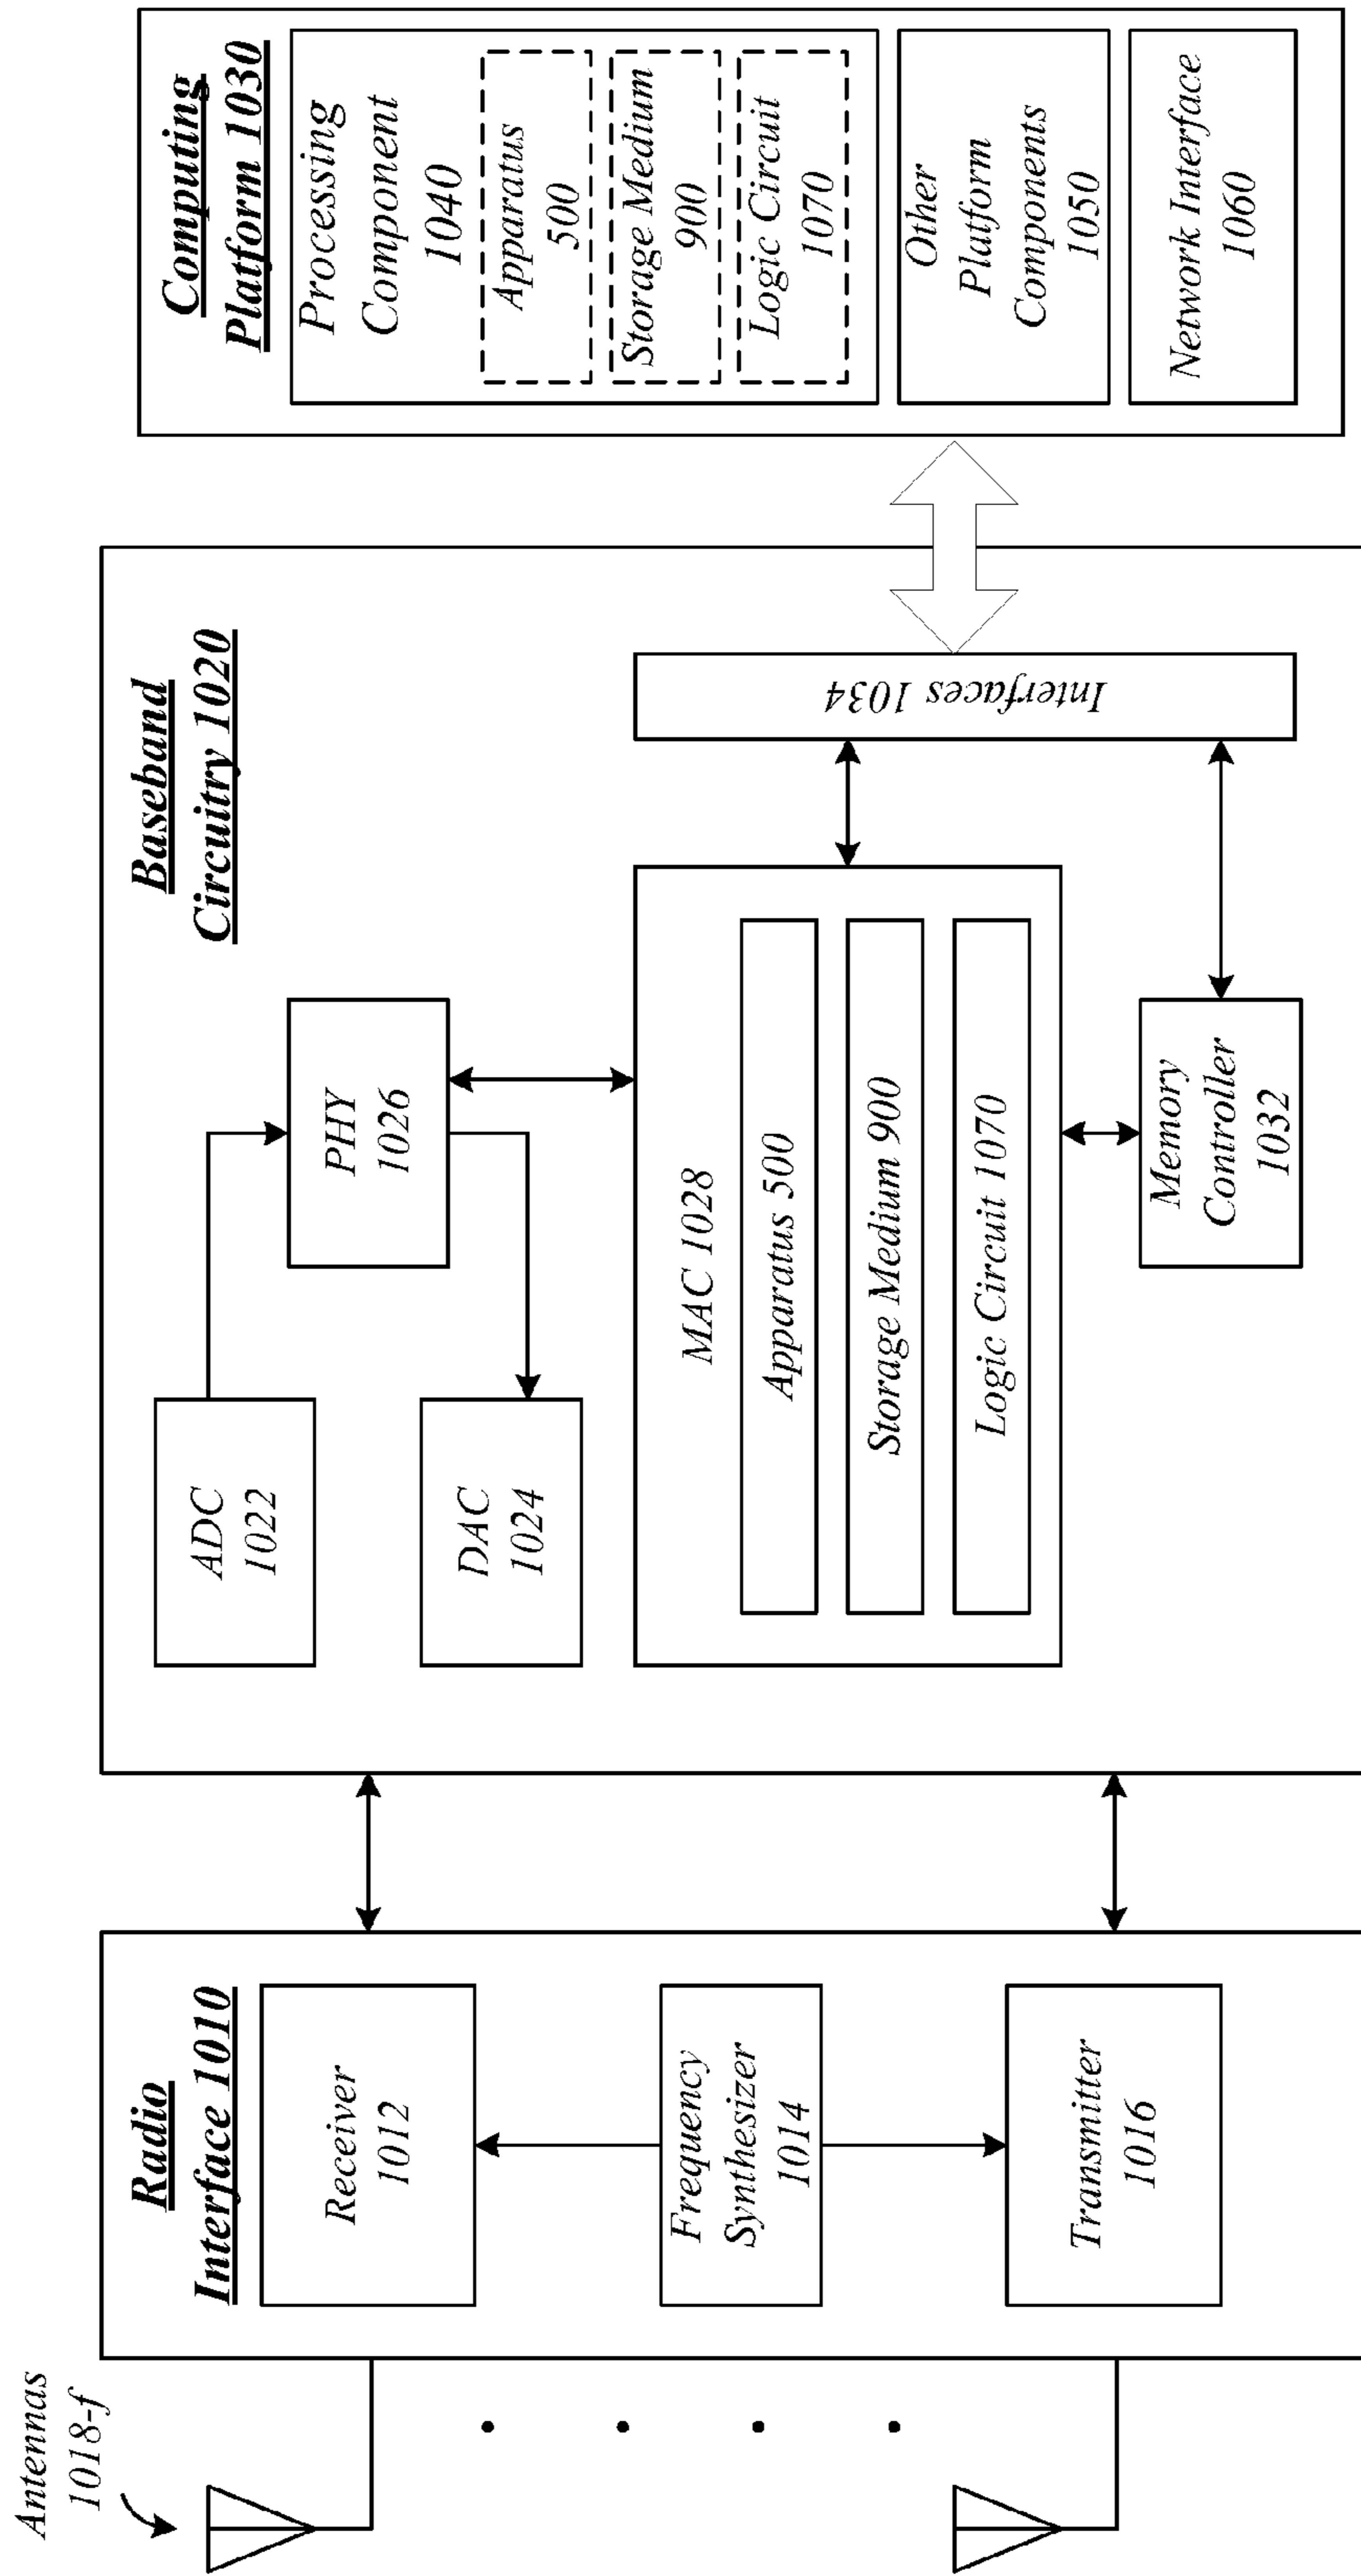 Antennas
1018-f
Radio
Interface 1010
Receiver
1012
Frequency
Synthesizer
1014
Transmitter
1016
Baseband
Circuitry 1020
ADC
1022
PHY
1026
DAC
1024
MAC 1028
Apparatus 500
Storage Medium 900
Logic Circuit 1070
Memory
Controller
1032
Interfaces 1034
Computing
Platform 1030
Processing
Component
1040
Apparatus
500
Storage Medium
900
Logic Circuit
1070
Other
Platform
Components
1050
Network Interface
1060